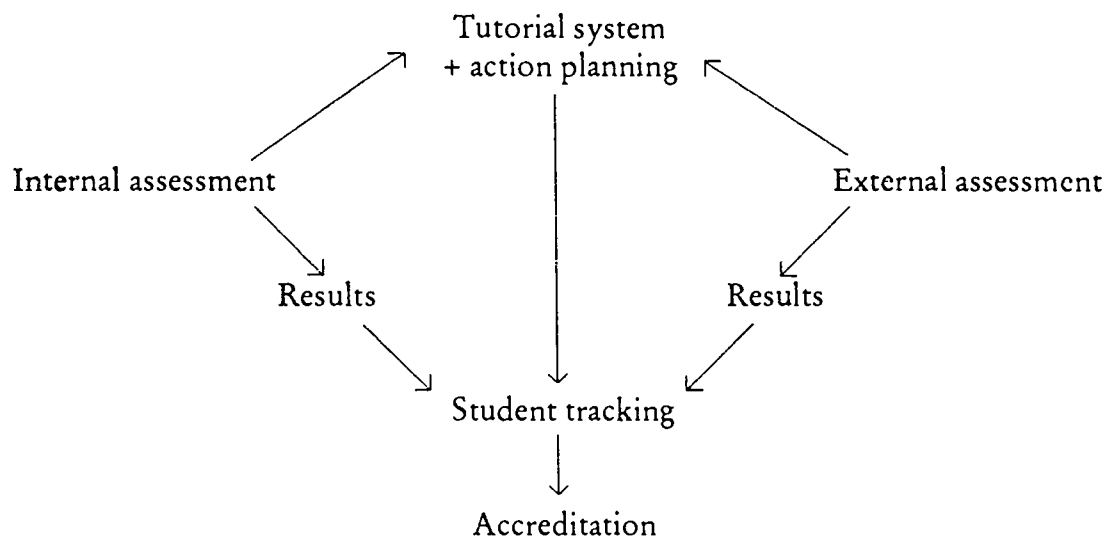 Tutorial system
+ action planning
Internal assessment
External assessment
Results
Results
Student tracking
Accreditation